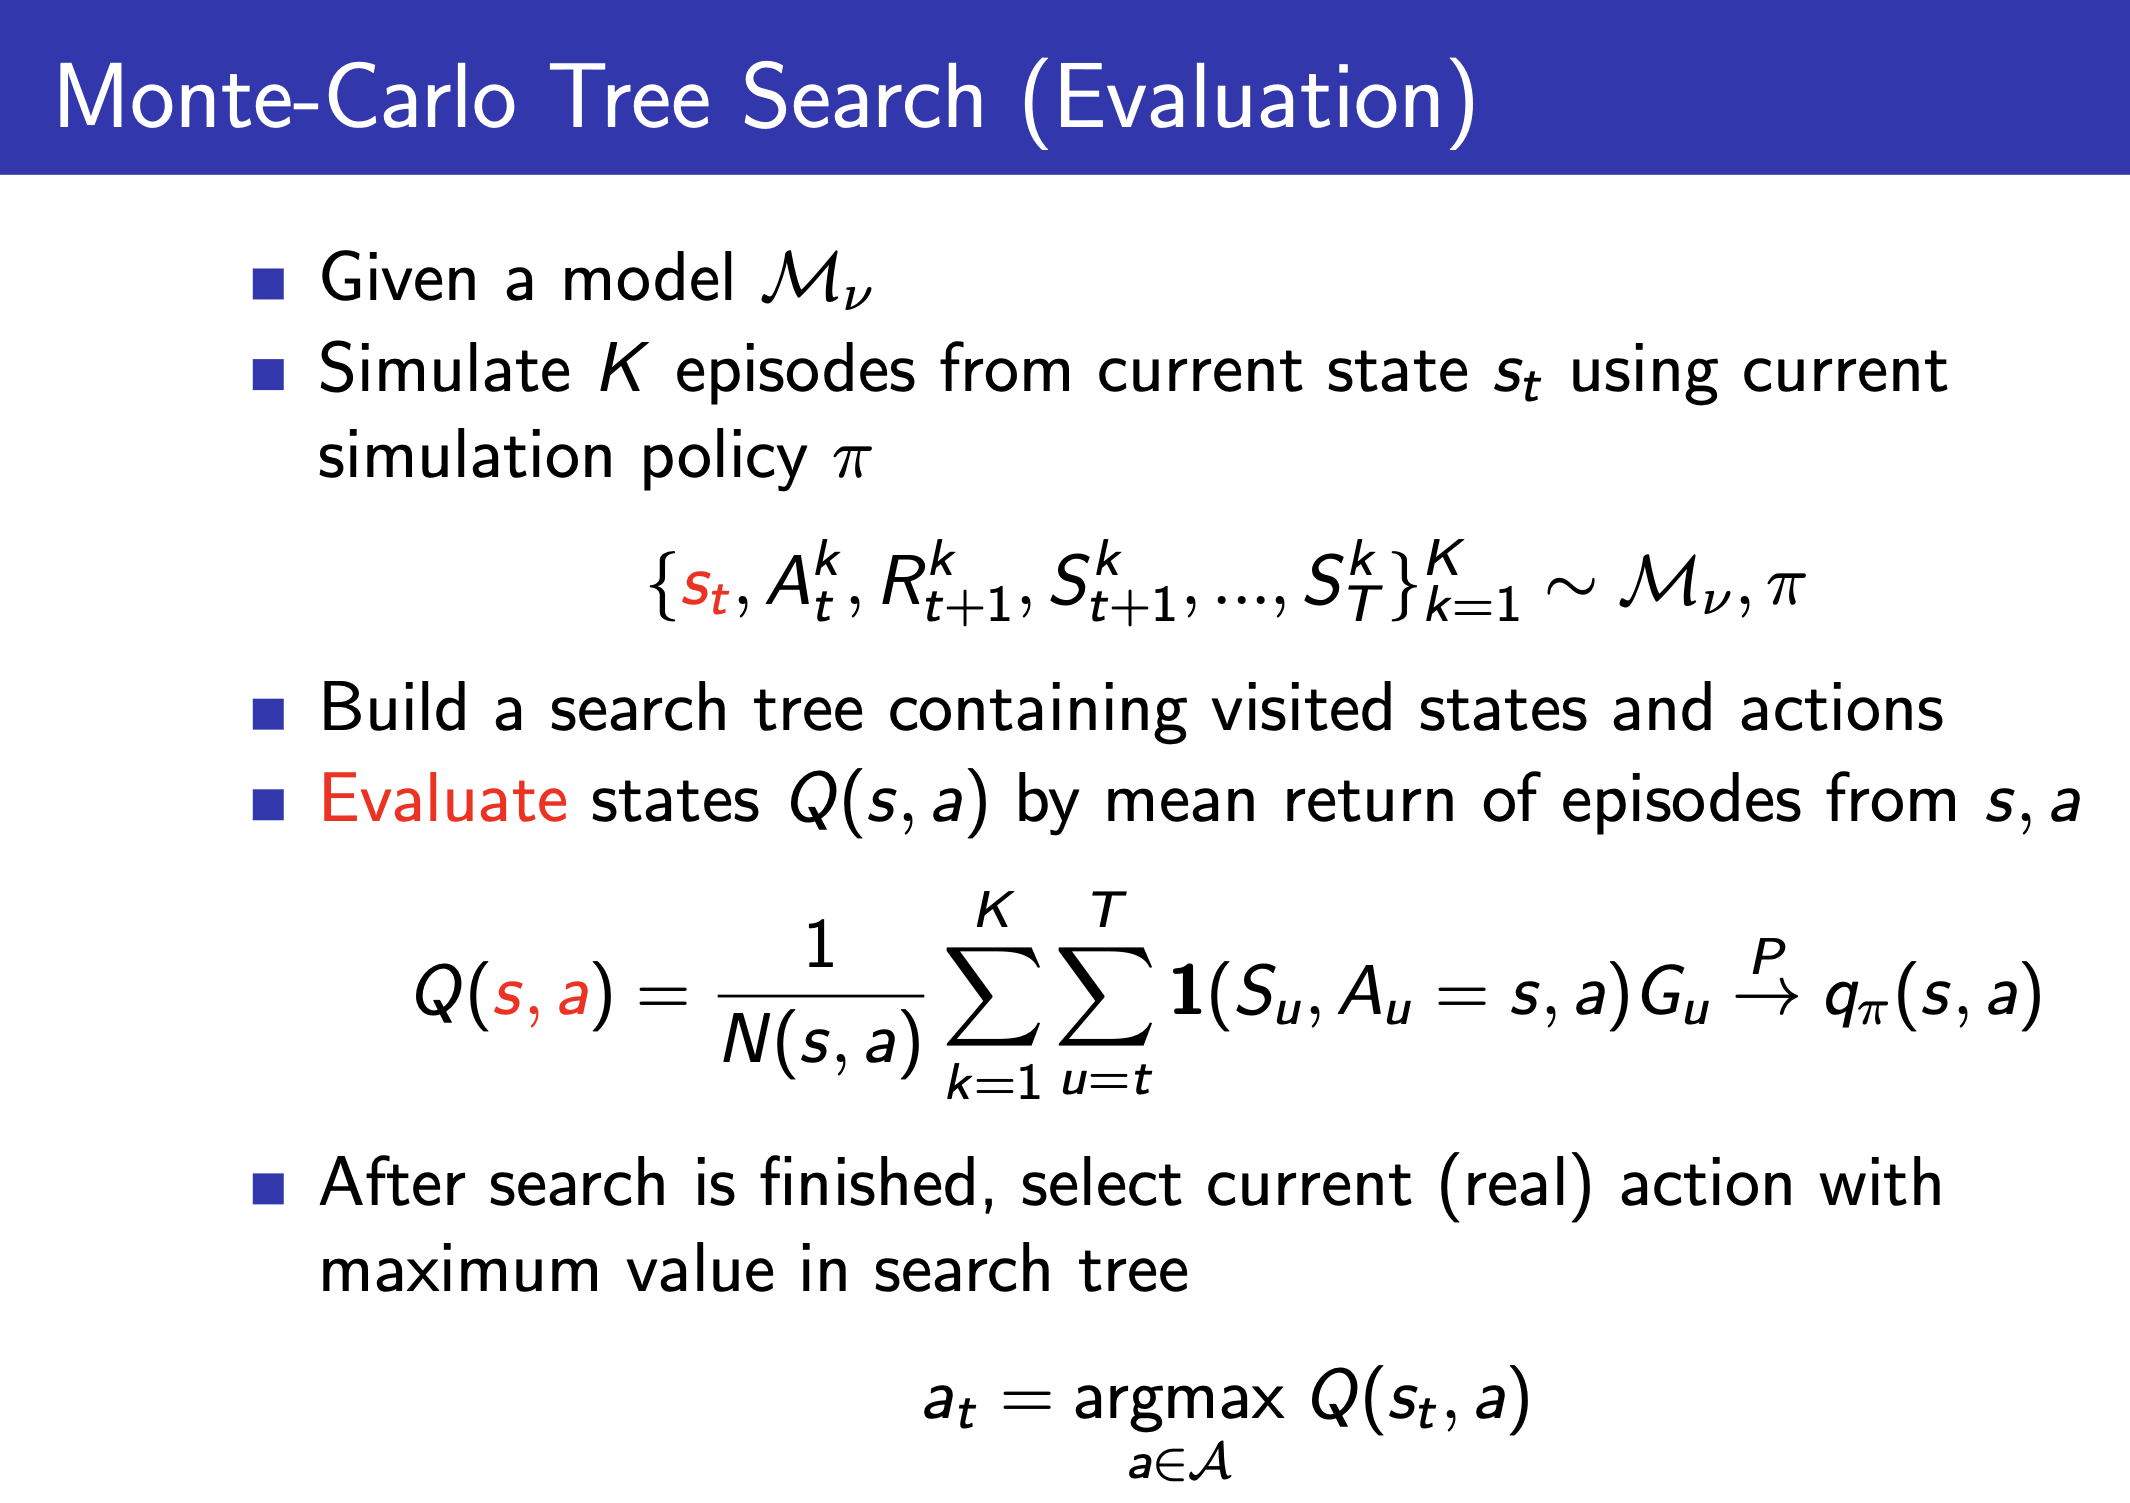 Monte-Carlo Tree Search (Evaluation)
Given a model $\mathcal{M}_\nu$
Simulate $K$ episodes from current state $s_t$ using current
simulation policy $\pi$
$\{s_t, A_t^k, R_{t+1}^k, S_{t+1}^k, ..., S_T^k\}_{k=1}^K \sim \mathcal{M}_\nu, \pi$
Build a search tree containing visited states and actions
Evaluate states $Q(s, a)$ by mean return of episodes from $s, a$
$Q(s, a) = \frac{1}{N(s, a)} \sum_{k=1}^{K} \sum_{u=t}^{T} \mathbf{1}(S_u, A_u = s, a) G_u \overset{P}{\to} q_\pi(s, a)$
After search is finished, select current (real) action with
maximum value in search tree
$a_t = \underset{a \in \mathcal{A}}{\text{argmax}}\ Q(s_t, a)$